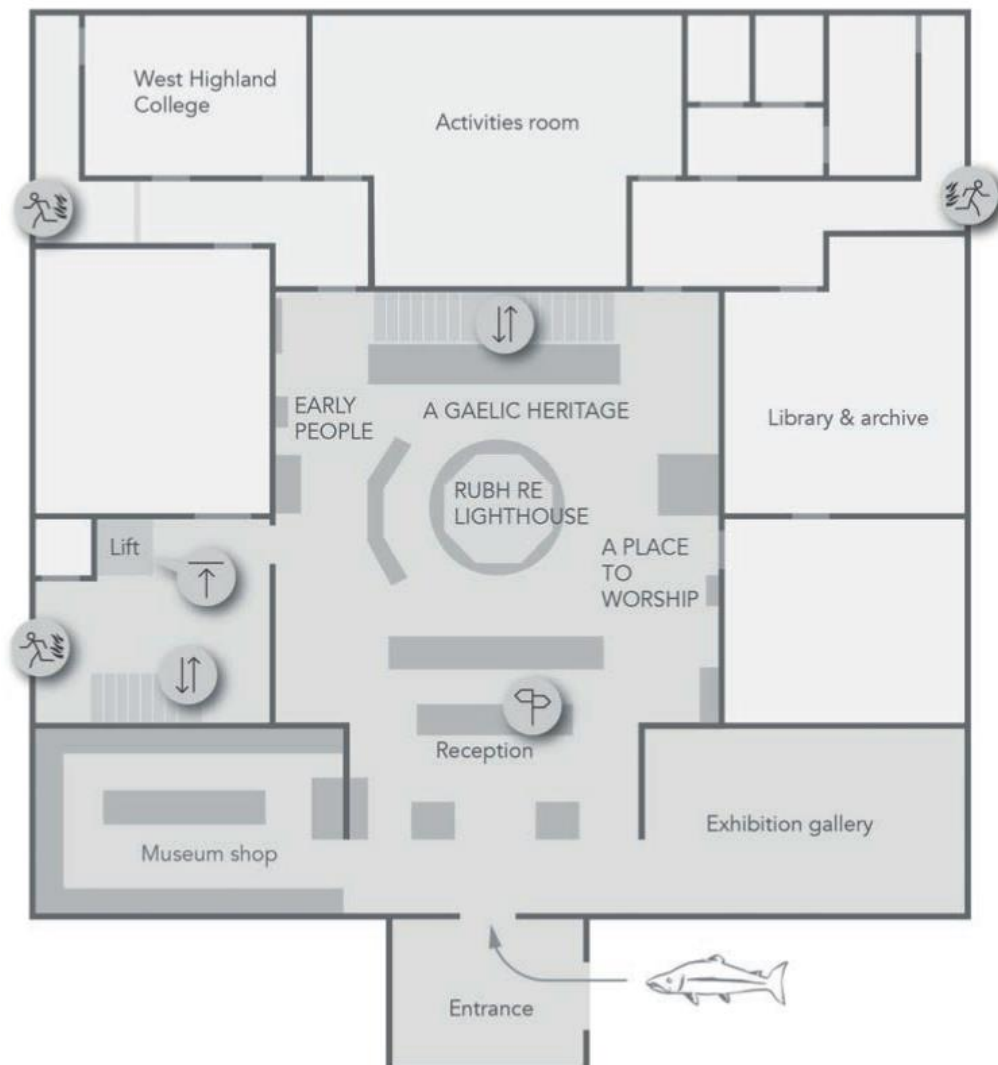 West Highland
College
Activities room
EARLY
PEOPLE
A GAELIC HERITAGE
Library & archive
RUBH RE
LIGHTHOUSE
Lift
A PLACE
TO
WORSHIP
Reception
Museum shop
Exhibition gallery
Entrance